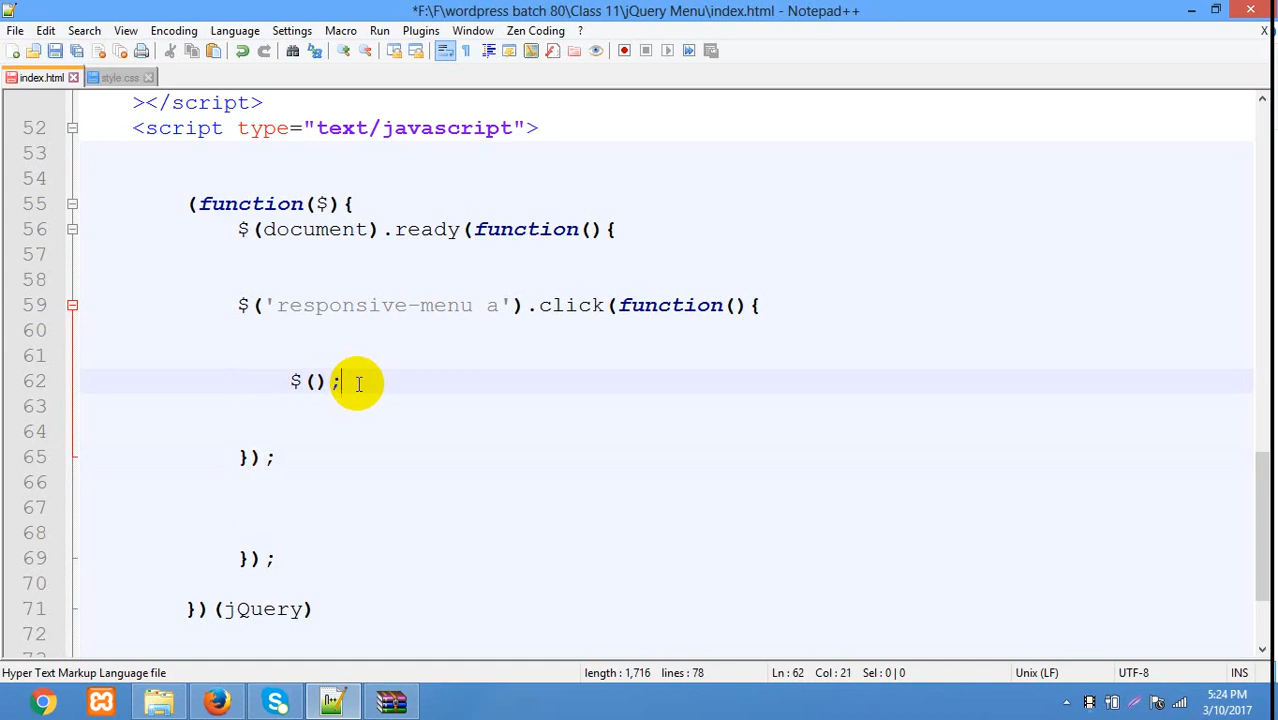 *F:\F\wordpress batch 80\Class 11\jQuery Menu\index.html - Notepad++
File Edit Search View Encoding Language Settings Macro Run Plugins Window Zen Coding ? X
index.html style.css
></script>
52 <script type="text/javascript">
53
54
55 (function($){
56 $(document).ready(function(){
57
58
59 $('responsive-menu a').click(function(){
60
61
62 $();
63
64
65 });
66
67
68
69 });
70
71 })(jQuery)
72
Hyper Text Markup Language file length : 1,716 lines : 78 Ln : 62 Col : 21 Sel : 0 | 0 Unix (LF) UTF-8 INS
5:24 PM
3/10/2017